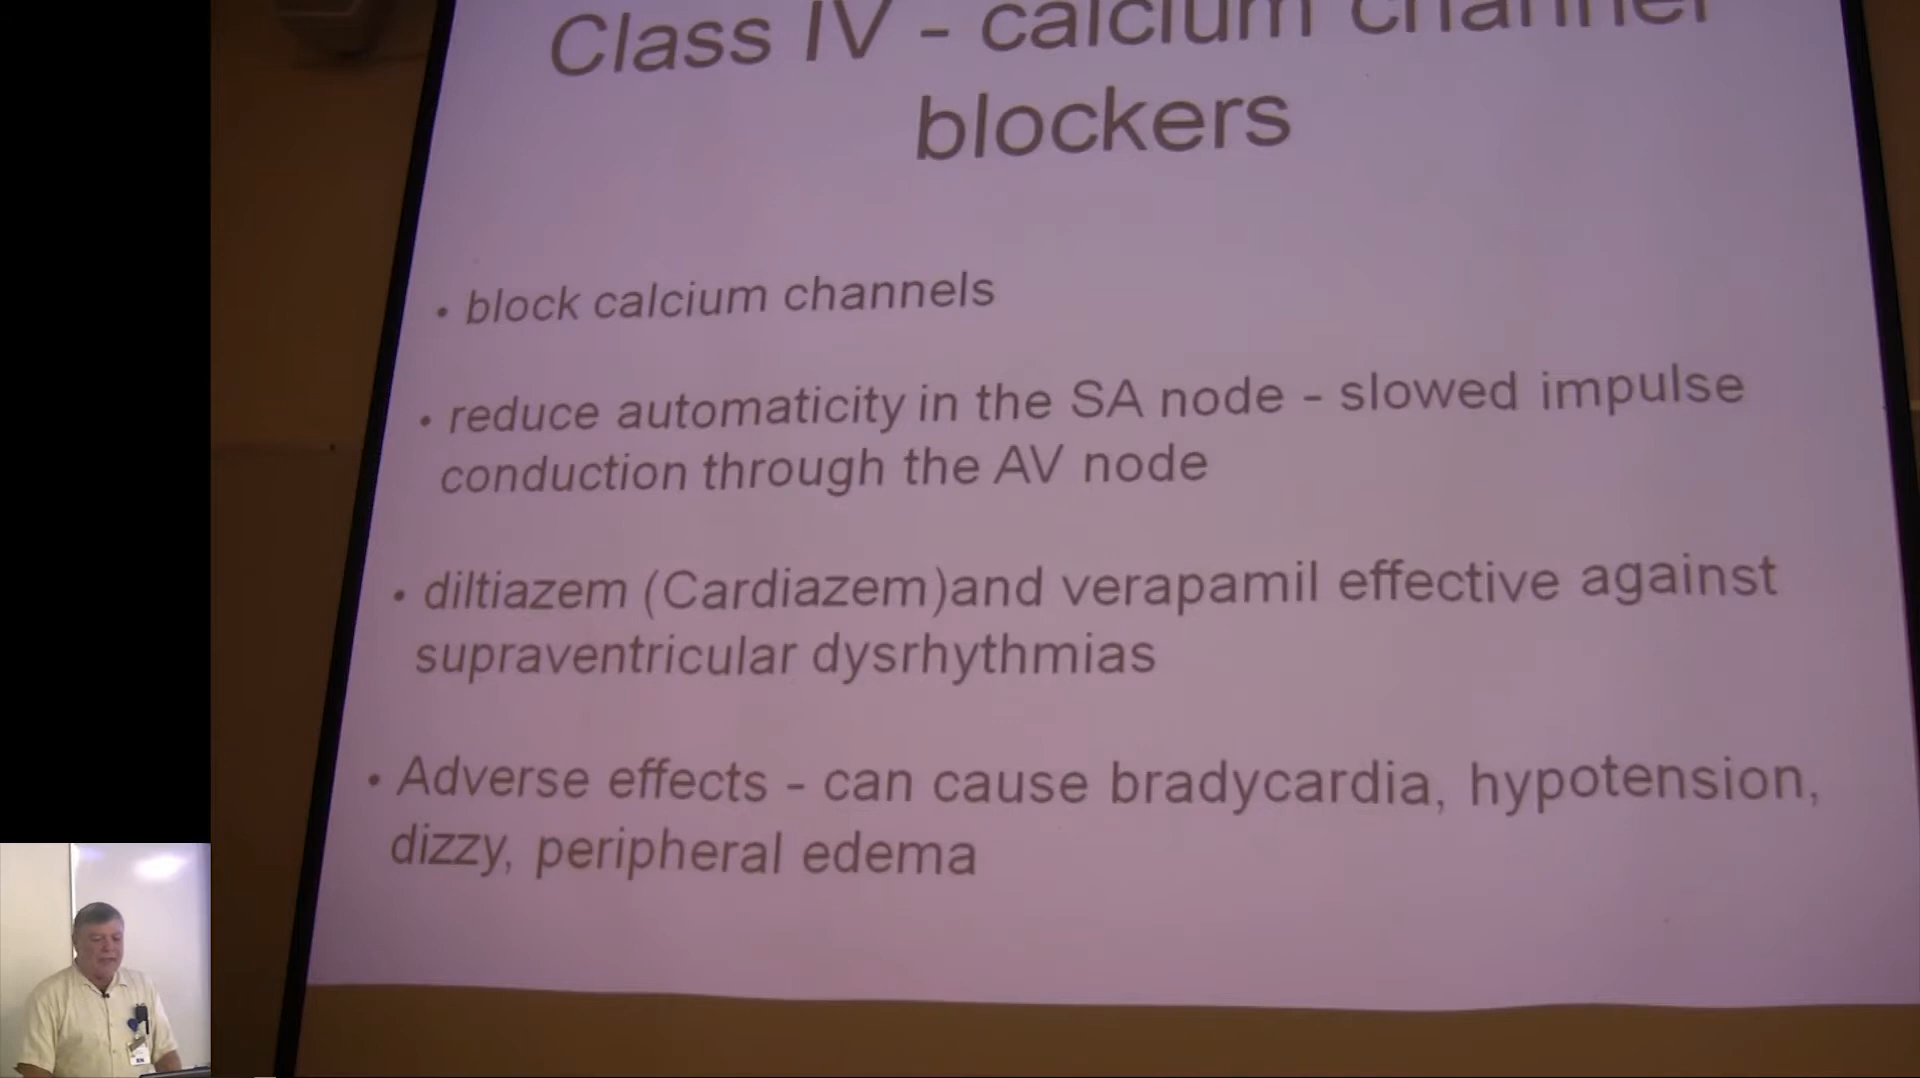 Class IV - calcium channel
blockers
• block calcium channels
• reduce automaticity in the SA node - slowed impulse
conduction through the AV node
• diltiazem (Cardiazem)and verapamil effective against
supraventricular dysrhythmias
• Adverse effects - can cause bradycardia, hypotension,
dizzy, peripheral edema